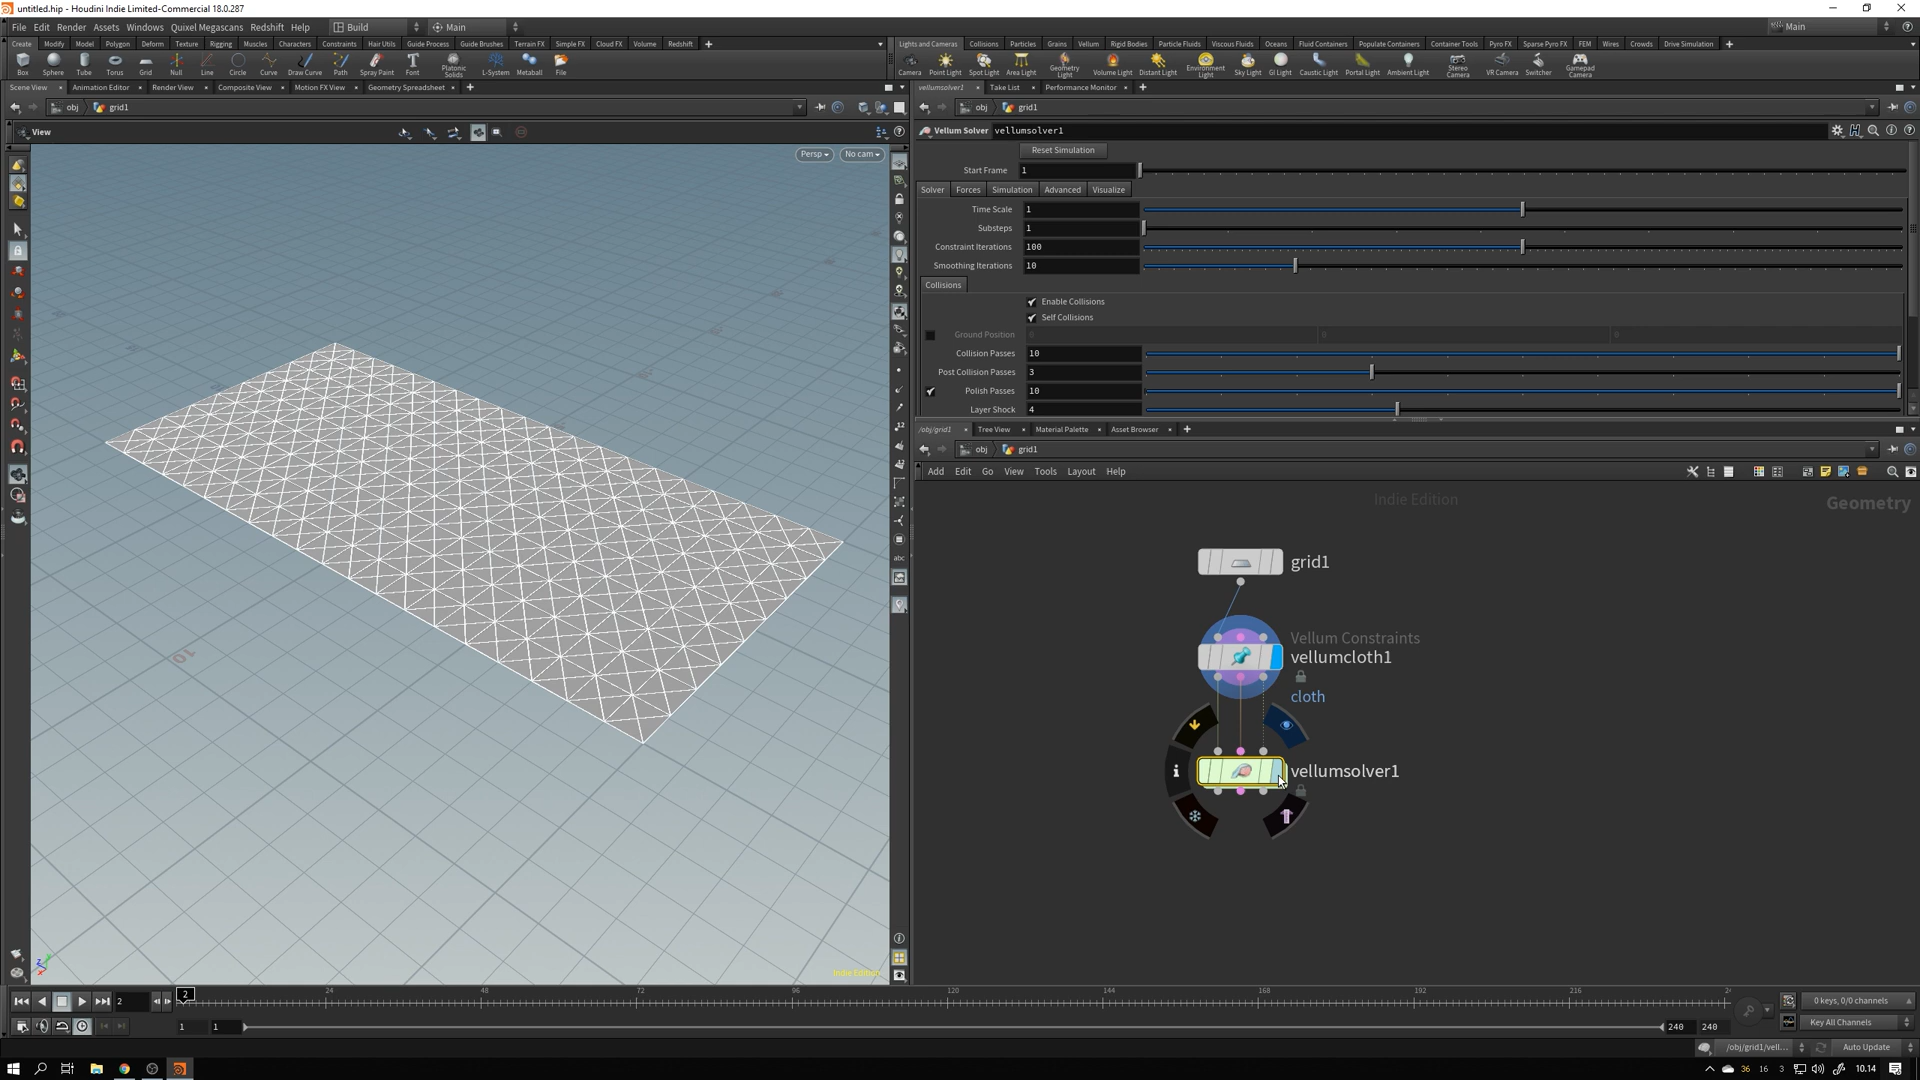 untitled.hip - Houdini Indie Limited-Commercial 18.0.287
File Edit Render Assets Windows Quixel Megascans Redshift Help Build Main Main
Create Modify Model Polygon Deform Texture Rigging Muscles Characters Constraints Hair Utils Guide Process Guide Brushes Terrain FX Simple FX Cloud FX Volume Redshift
Lights and Cameras Collisions Particles Grains Vellum Rigid Bodies Particle Fluids Viscous Fluids Oceans Fluid Containers Populate Containers Container Tools Pyro FX Sparse Pyro FX FEM Wires Crowds Drive Simulation
Box Sphere Tube Torus Grid Null Line Circle Curve Draw Curve Path Spray Paint Font Platonic Solids L-System Metaball File
Camera Point Light Spot Light Area Light Geometry Light Volume Light Distant Light Environment Light Sky Light GI Light Caustic Light Portal Light Ambient Light Stereo Camera VR Camera Switcher Gamepad Camera
Scene View Animation Editor Render View Composite View Motion FX View Geometry Spreadsheet
vellumsolver1 Take List Performance Monitor
obj grid1
obj grid1
View
Persp No cam
Vellum Solver vellumsolver1
Reset Simulation
Start Frame 1
Solver Forces Simulation Advanced Visualize
Time Scale 1
Substeps 1
Constraint Iterations 100
Smoothing Iterations 10
Collisions
Enable Collisions
Self Collisions
Ground Position 0 0 0
Collision Passes 10
Post Collision Passes 3
Polish Passes 10
Layer Shock 4
/obj/grid1 Tree View Material Palette Asset Browser
obj grid1
Add Edit Go View Tools Layout Help
Indie Edition
Geometry
grid1
Vellum Constraints
vellumcloth1
cloth
vellumsolver1
10
Indie Edition
2 2 24 48 72 96 120 144 168 192 216
0 keys, 0/0 channels
1 1 240 240
Key All Channels
/obj/grid1/vell... Auto Update
36 16 3 10.14